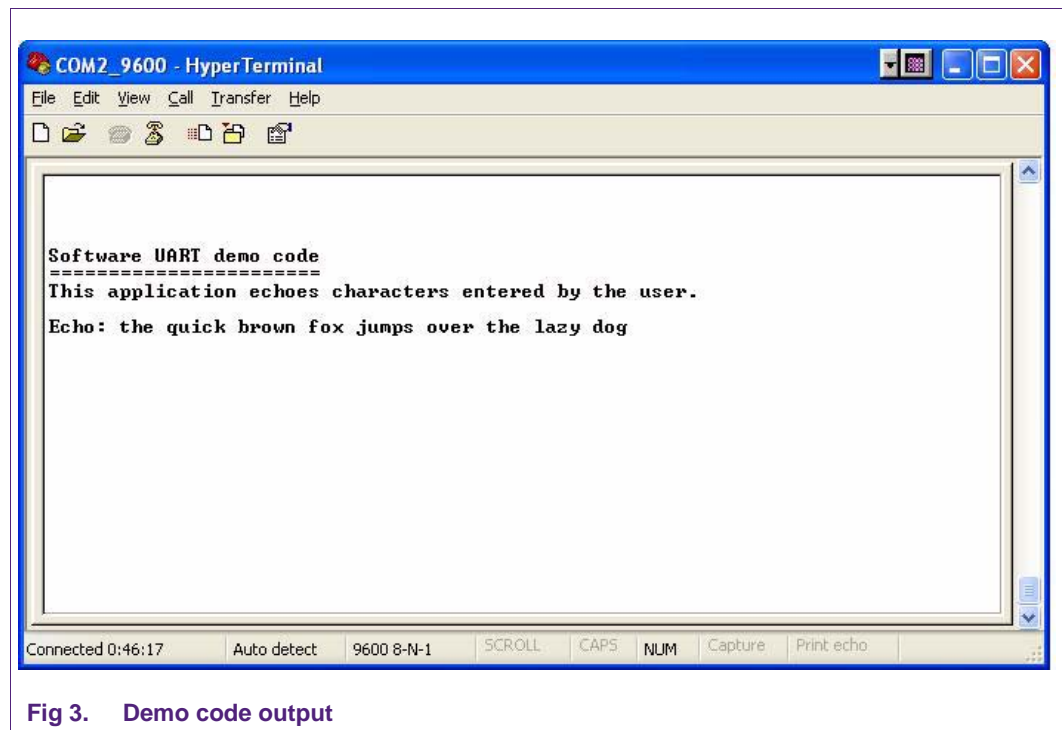 COM2_9600 - HyperTerminal
File Edit View Call Transfer Help
Software UART demo code
=======================
This application echoes characters entered by the user.
Echo: the quick brown fox jumps over the lazy dog
Connected 0:46:17 Auto detect 9600 8-N-1 SCROLL CAPS NUM Capture Print echo
Fig 3. Demo code output